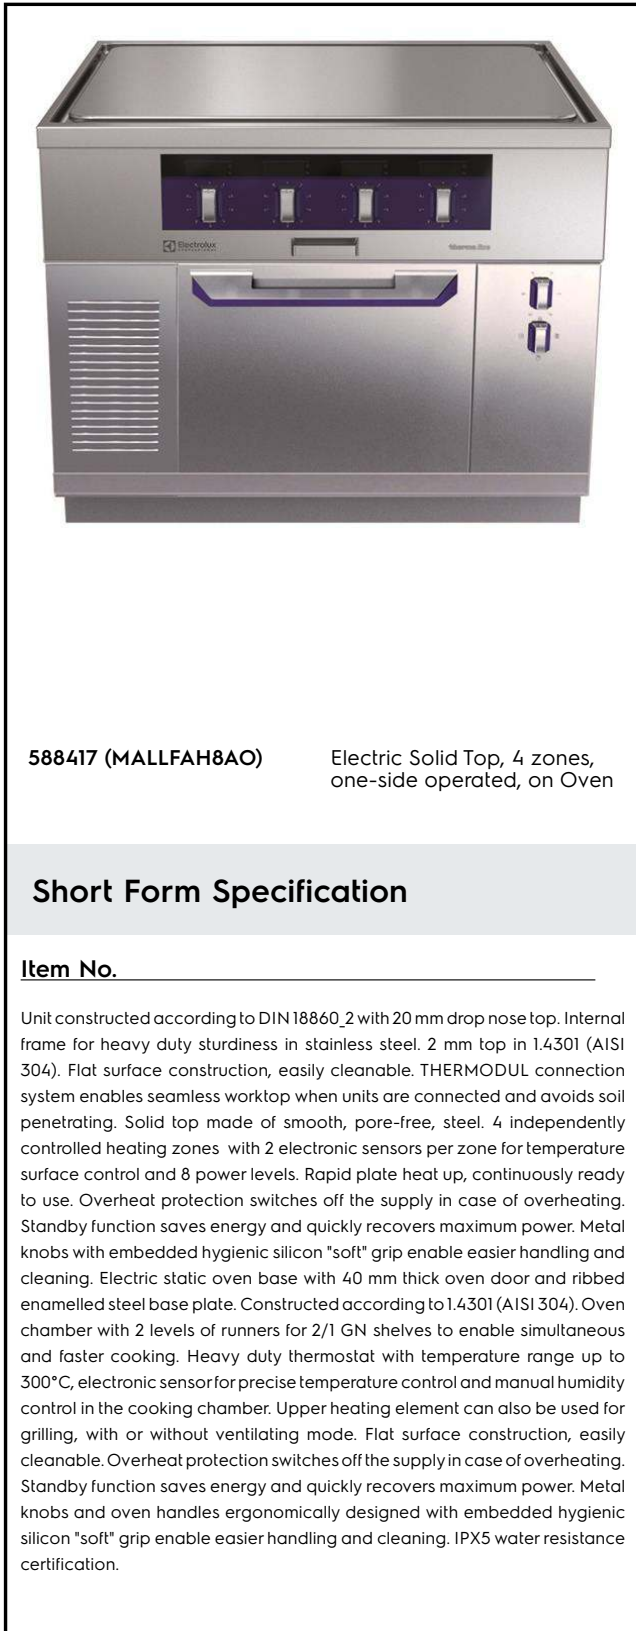 Electrolux
PROFESSIONAL
thermaline
588417 (MALLFAH8AO)
Electric Solid Top, 4 zones,
one-side operated, on Oven
Short Form Specification
Item No.
Unit constructed according to DIN 18860_2 with 20 mm drop nose top. Internal
frame for heavy duty sturdiness in stainless steel. 2 mm top in 1.4301 (AISI
304). Flat surface construction, easily cleanable. THERMODUL connection
system enables seamless worktop when units are connected and avoids soil
penetrating. Solid top made of smooth, pore-free, steel. 4 independently
controlled heating zones with 2 electronic sensors per zone for temperature
surface control and 8 power levels. Rapid plate heat up, continuously ready
to use. Overheat protection switches off the supply in case of overheating.
Standby function saves energy and quickly recovers maximum power. Metal
knobs with embedded hygienic silicon "soft" grip enable easier handling and
cleaning. Electric static oven base with 40 mm thick oven door and ribbed
enamelled steel base plate. Constructed according to 1.4301 (AISI 304). Oven
chamber with 2 levels of runners for 2/1 GN shelves to enable simultaneous
and faster cooking. Heavy duty thermostat with temperature range up to
300°C, electronic sensor for precise temperature control and manual humidity
control in the cooking chamber. Upper heating element can also be used for
grilling, with or without ventilating mode. Flat surface construction, easily
cleanable. Overheat protection switches off the supply in case of overheating.
Standby function saves energy and quickly recovers maximum power. Metal
knobs and oven handles ergonomically designed with embedded hygienic
silicon "soft" grip enable easier handling and cleaning. IPX5 water resistance
certification.